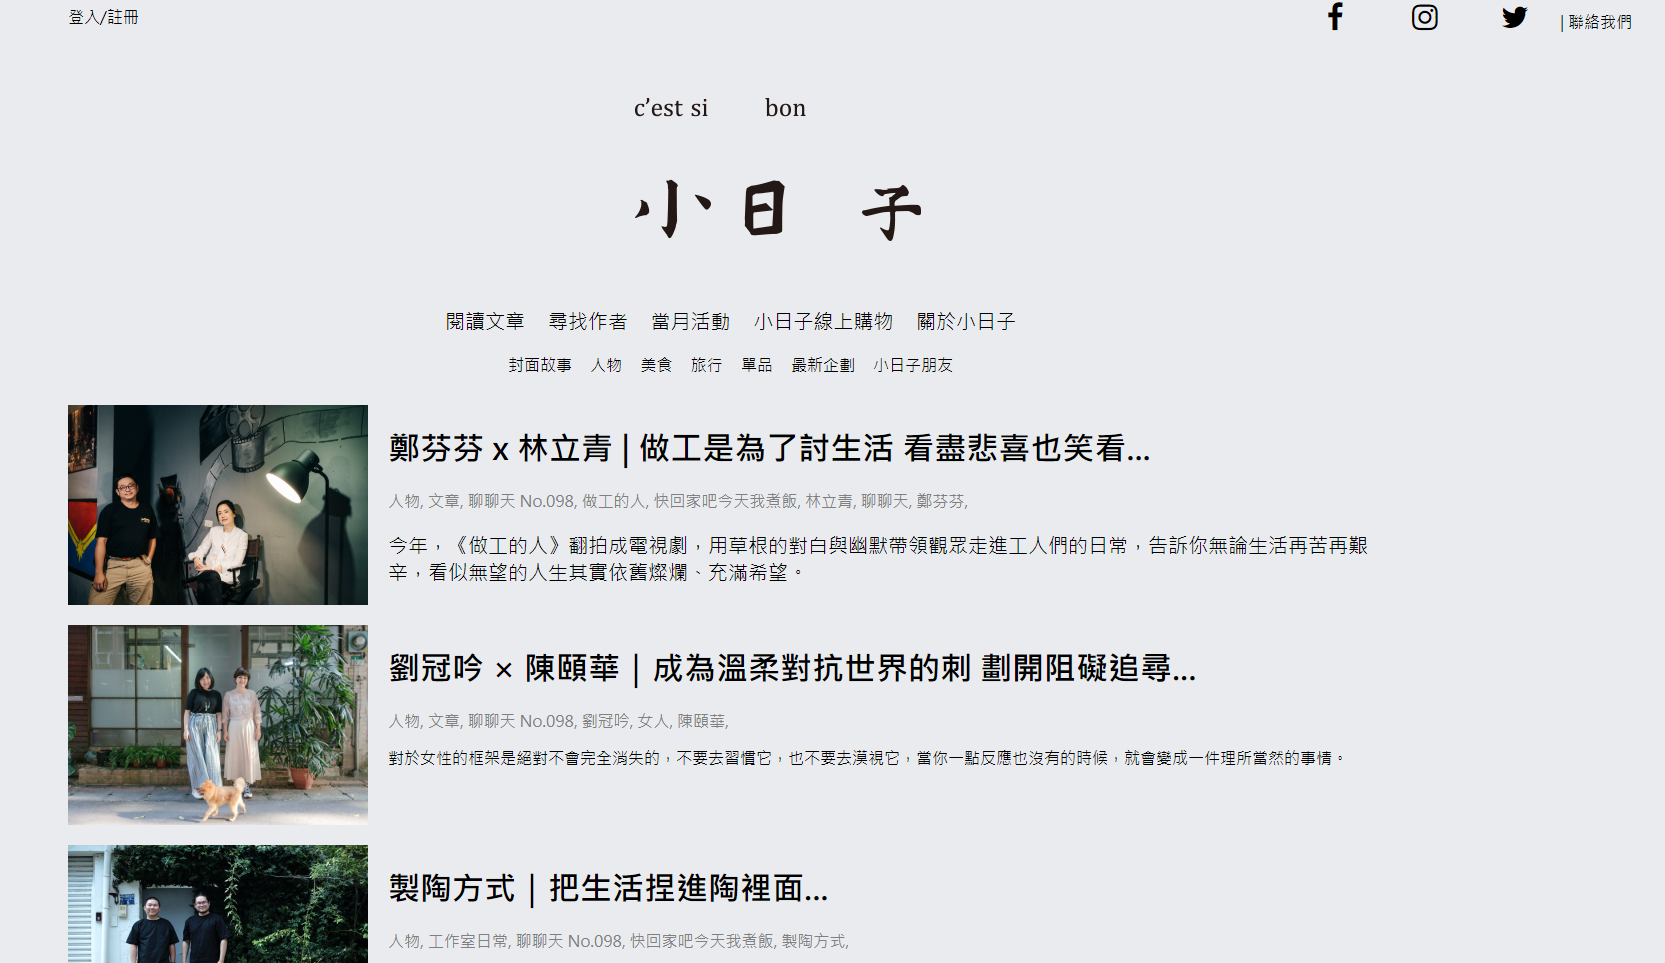 登入/註冊
| 聯絡我們
c’est si bon
小日子
閱讀文章 尋找作者 當月活動 小日子線上購物 關於小日子
封面故事 人物 美食 旅行 單品 最新企劃 小日子朋友
鄭芬芬 x 林立青 | 做工是為了討生活 看盡悲喜也笑看...
人物, 文章, 聊聊天 No.098, 做工的人, 快回家吧今天我煮飯, 林立青, 聊聊天, 鄭芬芬,
今年，《做工的人》翻拍成電視劇，用草根的對白與幽默帶領觀眾走進工人們的日常，告訴你無論生活再苦再艱
辛，看似無望的人生其實依舊燦爛、充滿希望。
劉冠吟 × 陳頤華｜成為溫柔對抗世界的刺 劃開阻礙追尋...
人物, 文章, 聊聊天 No.098, 劉冠吟, 女人, 陳頤華,
對於女性的框架是絕對不會完全消失的，不要去習慣它，也不要去漠視它，當你一點反應也沒有的時候，就會變成一件理所當然的事情。
製陶方式｜把生活捏進陶裡面...
人物, 工作室日常, 聊聊天 No.098, 快回家吧今天我煮飯, 製陶方式,